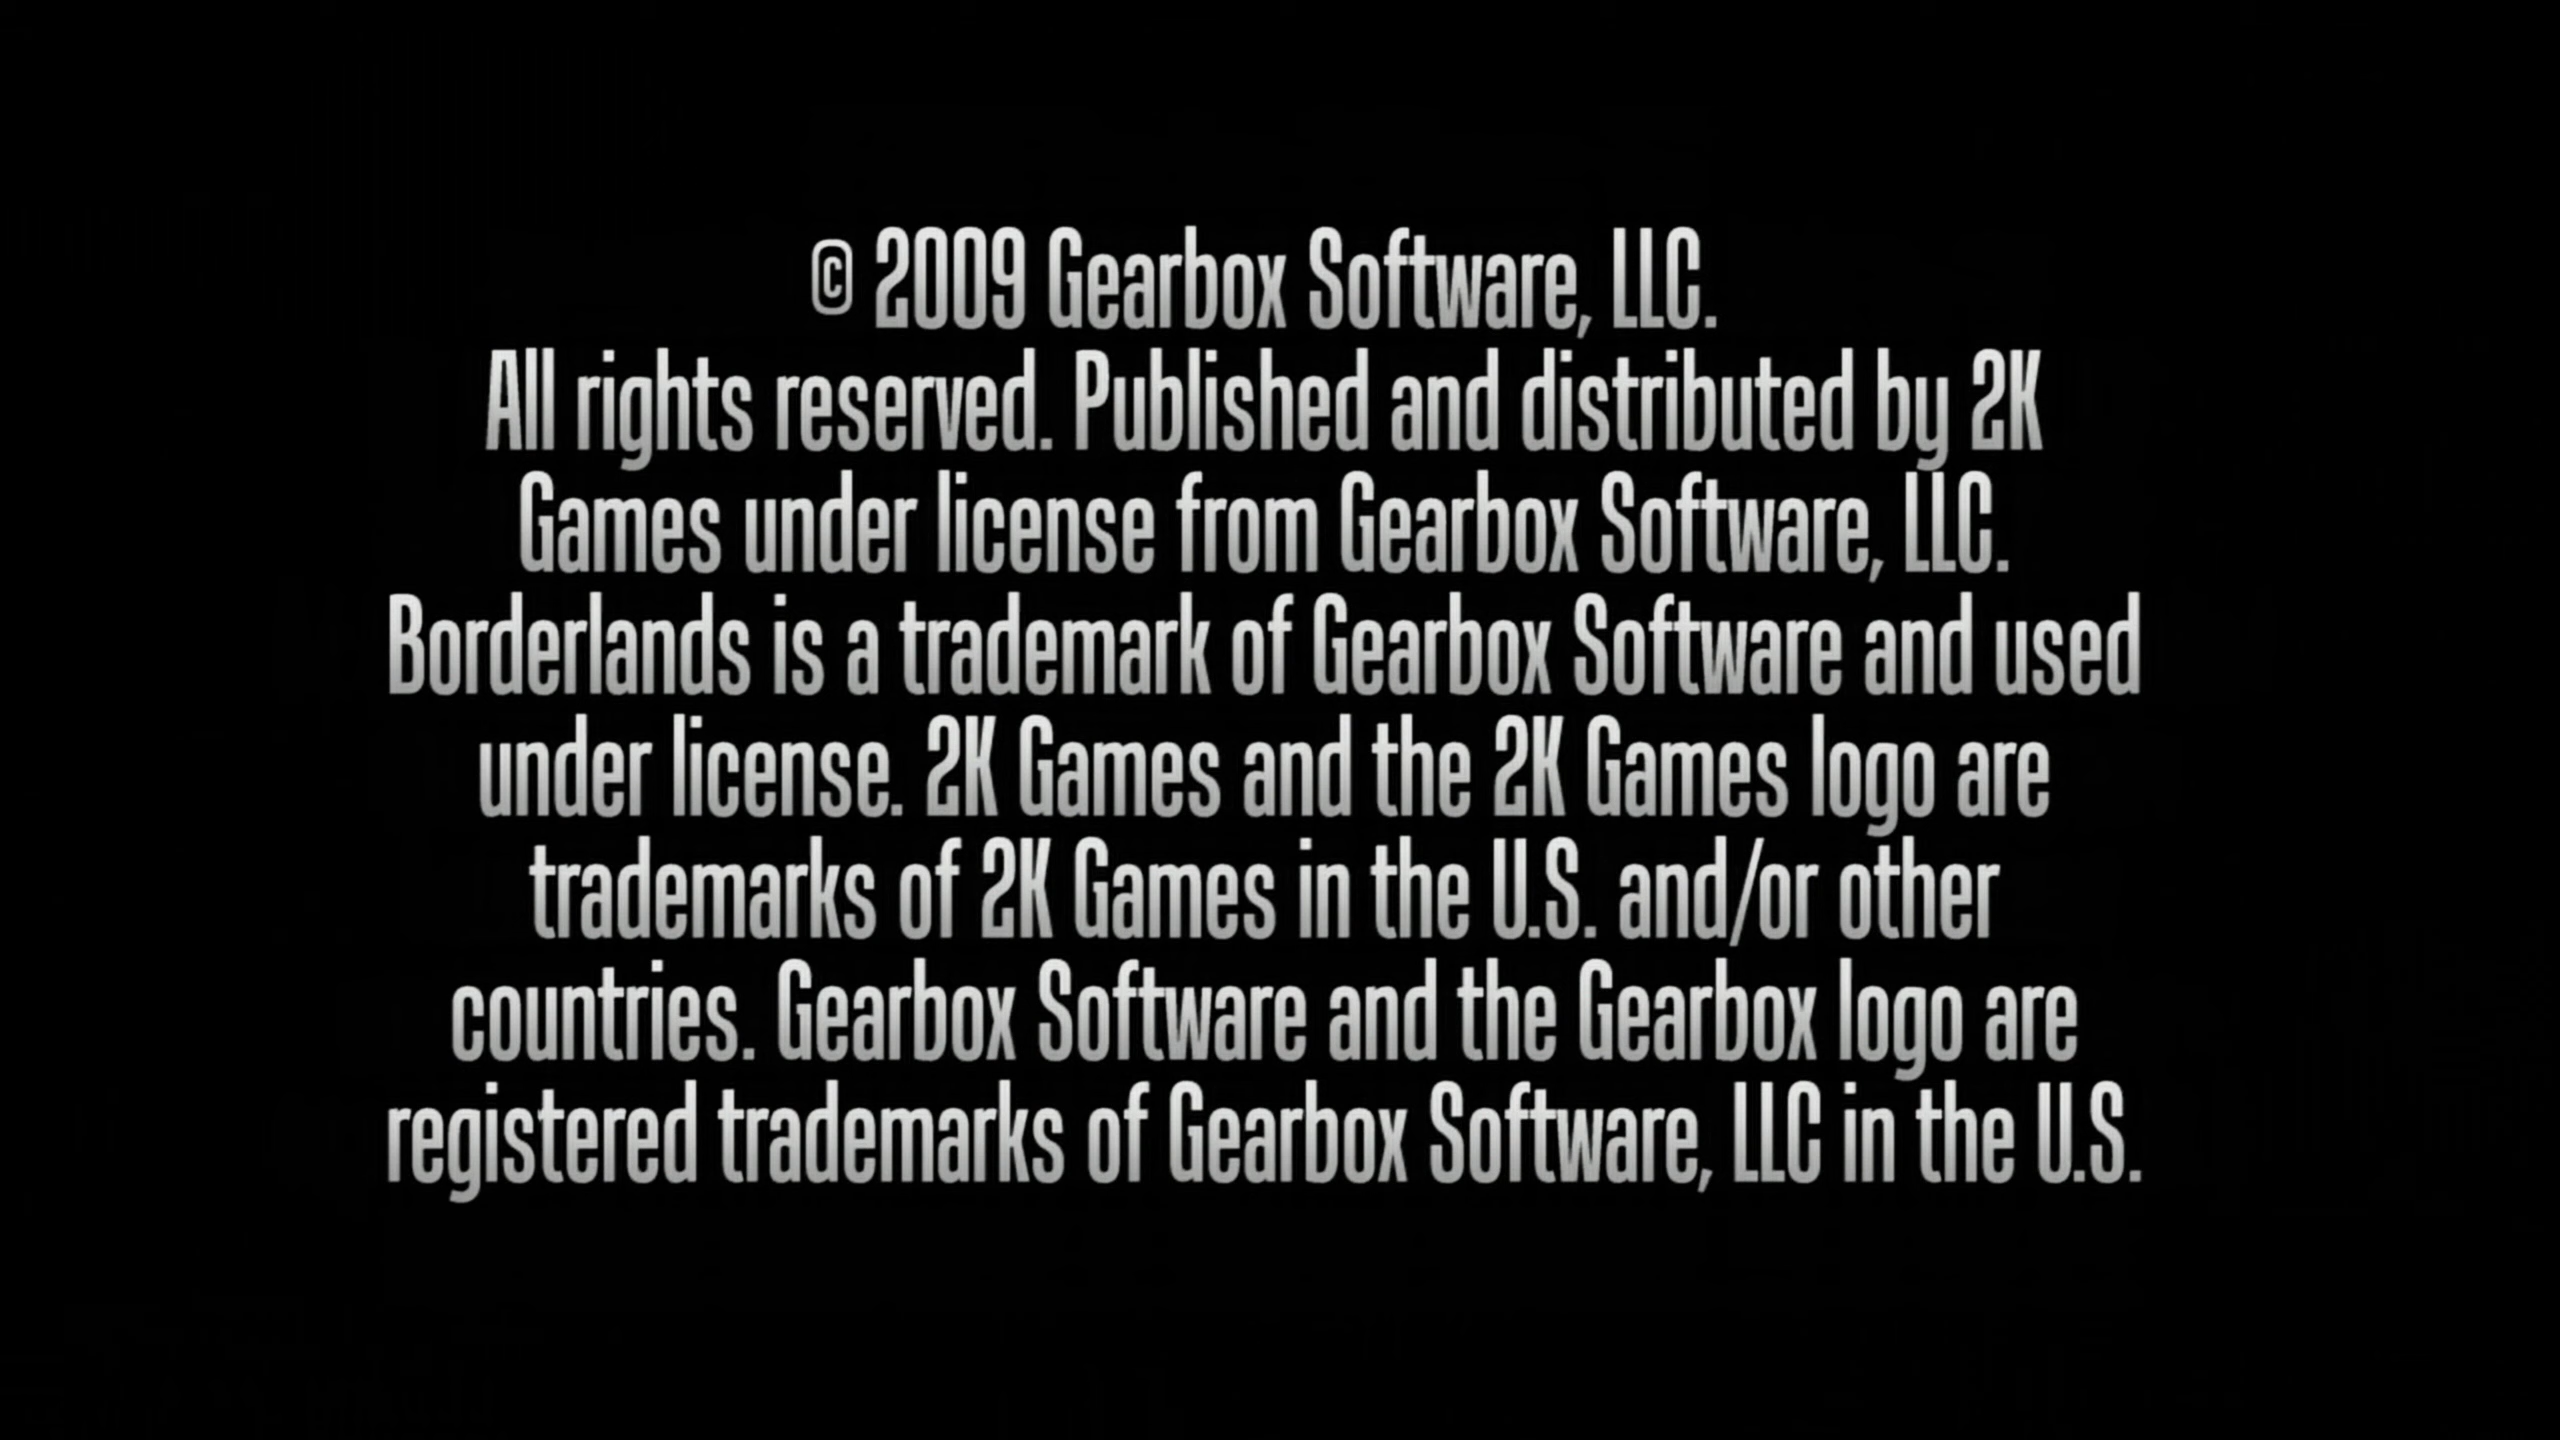 © 2009 Gearbox Software, LLC.
All rights reserved. Published and distributed by 2K
Games under license from Gearbox Software, LLC.
Borderlands is a trademark of Gearbox Software and used
under license. 2K Games and the 2K Games logo are
trademarks of 2K Games in the U.S. and/or other
countries. Gearbox Software and the Gearbox logo are
registered trademarks of Gearbox Software, LLC in the U.S.